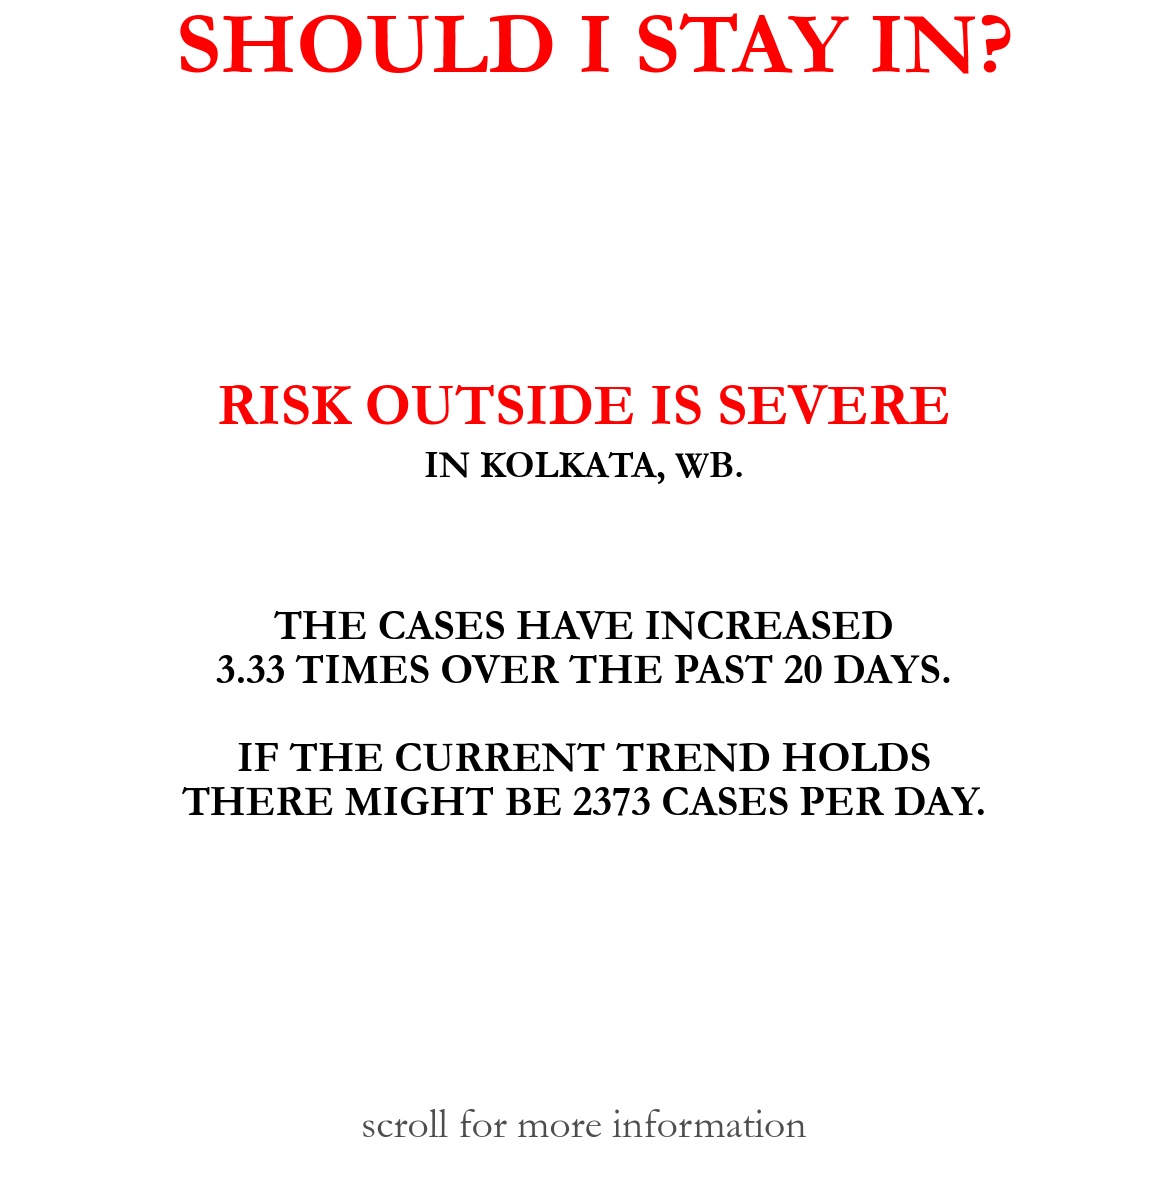 SHOULD I STAY IN?
RISK OUTSIDE IS SEVERE
IN KOLKATA, WB.
THE CASES HAVE INCREASED
3.33 TIMES OVER THE PAST 20 DAYS.
IF THE CURRENT TREND HOLDS
THERE MIGHT BE 2373 CASES PER DAY.
scroll for more information